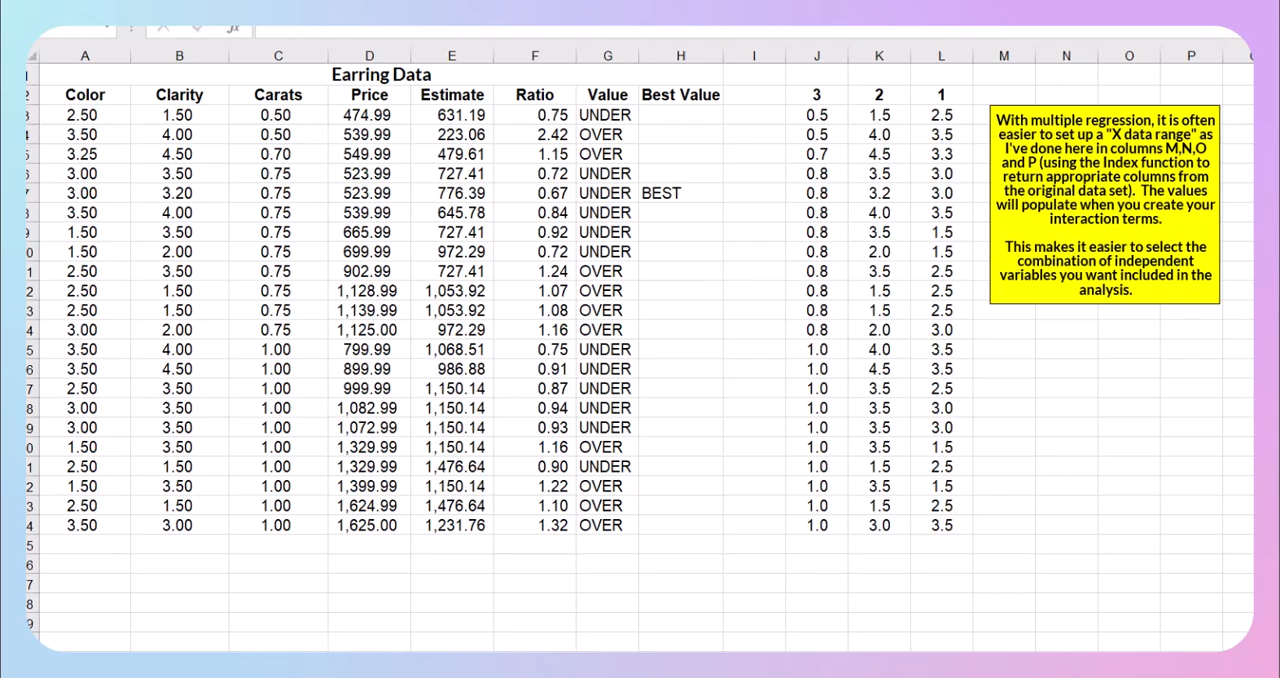 A B C D E F G H I J K L M N O P
Earring Data
Color Clarity Carats Price Estimate Ratio Value Best Value 3 2 1
2.50 1.50 0.50 474.99 631.19 0.75 UNDER 0.5 1.5 2.5
3.50 4.00 0.50 539.99 223.06 2.42 OVER 0.5 4.0 3.5
3.25 4.50 0.70 549.99 479.61 1.15 OVER 0.7 4.5 3.3
3.00 3.50 0.75 523.99 727.41 0.72 UNDER 0.8 3.5 3.0
3.00 3.20 0.75 523.99 776.39 0.67 UNDER BEST 0.8 3.2 3.0
3.50 4.00 0.75 539.99 645.78 0.84 UNDER 0.8 4.0 3.5
1.50 3.50 0.75 665.99 727.41 0.92 UNDER 0.8 3.5 1.5
1.50 2.00 0.75 699.99 972.29 0.72 UNDER 0.8 2.0 1.5
2.50 3.50 0.75 902.99 727.41 1.24 OVER 0.8 3.5 2.5
2.50 1.50 0.75 1,128.99 1,053.92 1.07 OVER 0.8 1.5 2.5
2.50 1.50 0.75 1,139.99 1,053.92 1.08 OVER 0.8 1.5 2.5
3.00 2.00 0.75 1,125.00 972.29 1.16 OVER 0.8 2.0 3.0
3.50 4.00 1.00 799.99 1,068.51 0.75 UNDER 1.0 4.0 3.5
3.50 4.50 1.00 899.99 986.88 0.91 UNDER 1.0 4.5 3.5
2.50 3.50 1.00 999.99 1,150.14 0.87 UNDER 1.0 3.5 2.5
3.00 3.50 1.00 1,082.99 1,150.14 0.94 UNDER 1.0 3.5 3.0
3.00 3.50 1.00 1,072.99 1,150.14 0.93 UNDER 1.0 3.5 3.0
1.50 3.50 1.00 1,329.99 1,150.14 1.16 OVER 1.0 3.5 1.5
2.50 1.50 1.00 1,329.99 1,476.64 0.90 UNDER 1.0 1.5 2.5
1.50 3.50 1.00 1,399.99 1,150.14 1.22 OVER 1.0 3.5 1.5
2.50 1.50 1.00 1,624.99 1,476.64 1.10 OVER 1.0 1.5 2.5
3.50 3.00 1.00 1,625.00 1,231.76 1.32 OVER 1.0 3.0 3.5
With multiple regression, it is often
easier to set up a "X data range" as
I've done here in columns M,N,O
and P (using the Index function to
return appropriate columns from
the original data set). The values
will populate when you create your
interaction terms.
This makes it easier to select the
combination of independent
variables you want included in the
analysis.